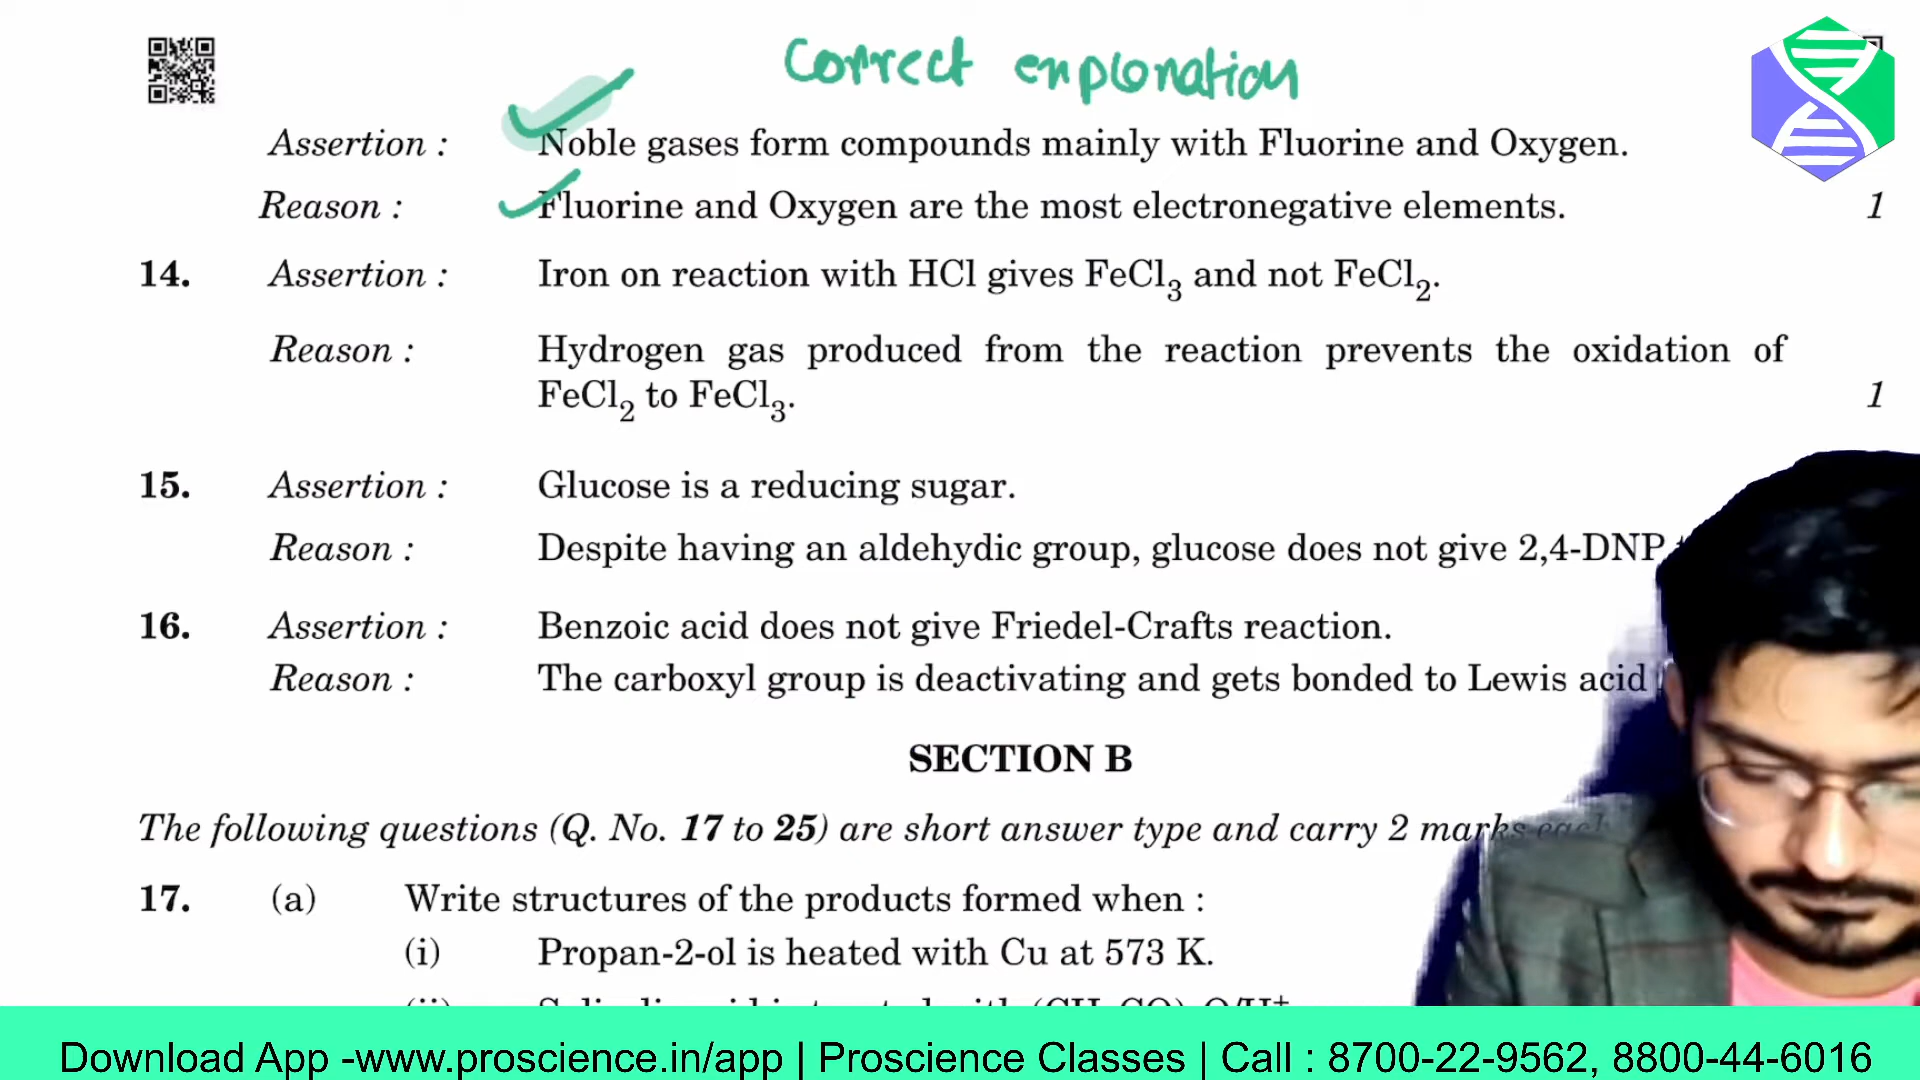 Correct explanation
Assertion : Noble gases form compounds mainly with Fluorine and Oxygen.
Reason : Fluorine and Oxygen are the most electronegative elements. 1
14. Assertion : Iron on reaction with HCl gives FeCl3 and not FeCl2.
Reason : Hydrogen gas produced from the reaction prevents the oxidation of
FeCl2 to FeCl3. 1
15. Assertion : Glucose is a reducing sugar.
Reason : Despite having an aldehydic group, glucose does not give 2,4-DNP
16. Assertion : Benzoic acid does not give Friedel-Crafts reaction.
Reason : The carboxyl group is deactivating and gets bonded to Lewis acid
SECTION B
The following questions (Q. No. 17 to 25) are short answer type and carry 2 marks each
17. (a) Write structures of the products formed when :
(i) Propan-2-ol is heated with Cu at 573 K.
Download App -www.proscience.in/app | Proscience Classes | Call : 8700-22-9562, 8800-44-6016